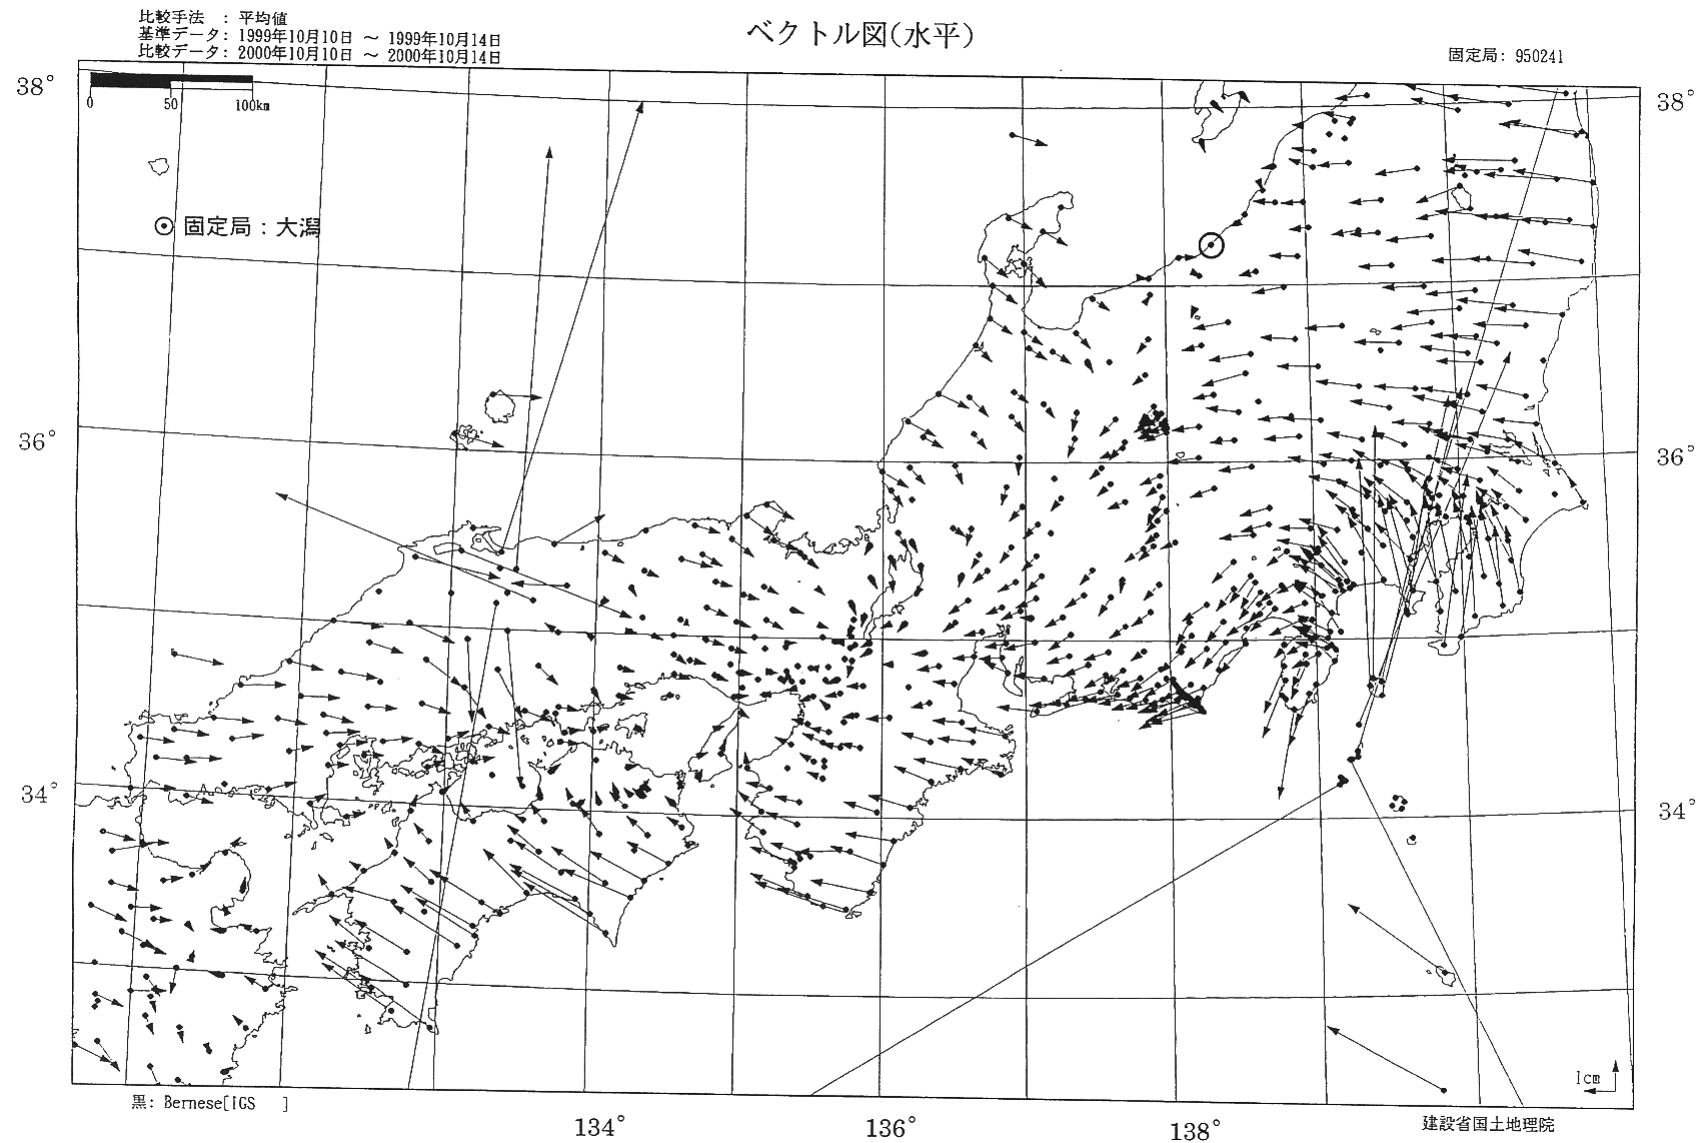 比較手法 : 平均値
基準データ: 1999年10月10日 ～ 1999年10月14日
比較データ: 2000年10月10日 ～ 2000年10月14日
ベクトル図(水平)
固定局: 950241
38°
38°
0 50 100km
固定局：大潟
36°
36°
34°
34°
1cm
黒: Bernese[IGS ]
134°
136°
138°
建設省国土地理院